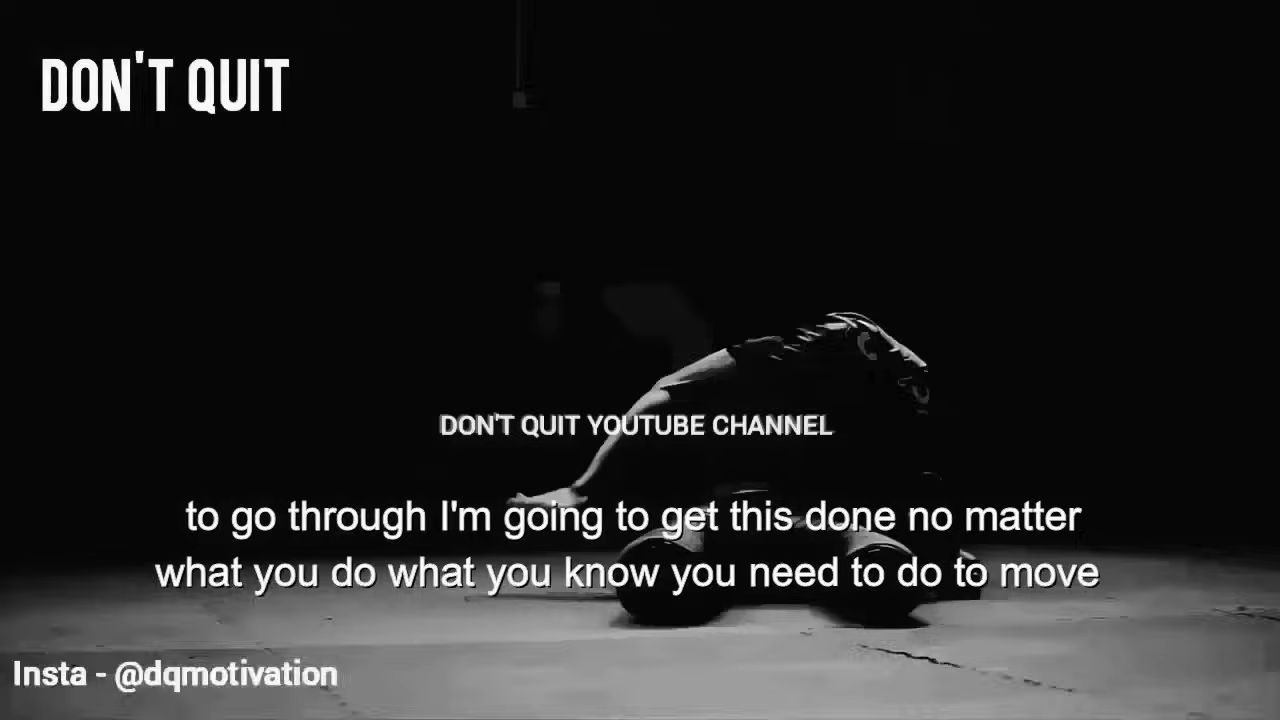 DON'T QUIT
DON'T QUIT YOUTUBE CHANNEL
to go through I'm going to get this done no matter
what you do what you know you need to do to move
Insta - @dqmotivation